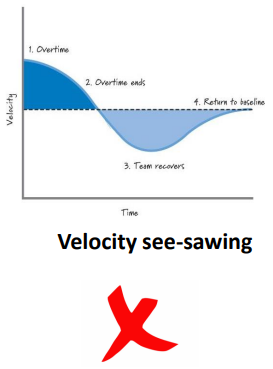 1. Overtime
2. Overtime ends
4. Return to baseline
Velocity
3. Team recovers
Time
Velocity see-sawing